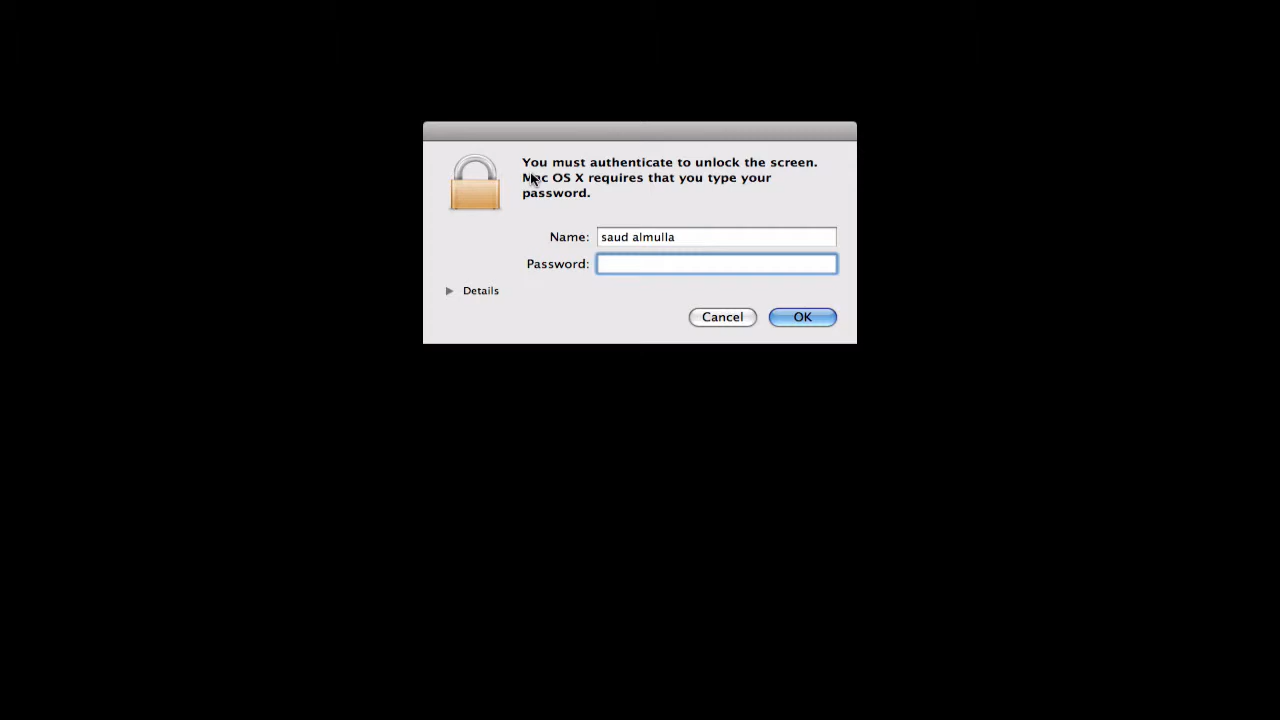 You must authenticate to unlock the screen.
Mac OS X requires that you type your
password.
Name: saud almulla
Password:
Details
Cancel OK